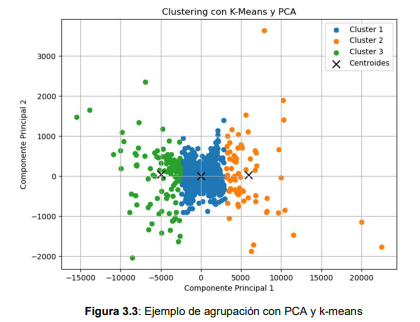 Clustering con K-Means y PCA
Cluster 1
Cluster 2
Cluster 3
Centroides
Componente Principal 2
3000
2000
1000
0
−1000
−2000
−15000 −10000 −5000 0 5000 10000 15000 20000
Componente Principal 1
Figura 3.3: Ejemplo de agrupación con PCA y k-means